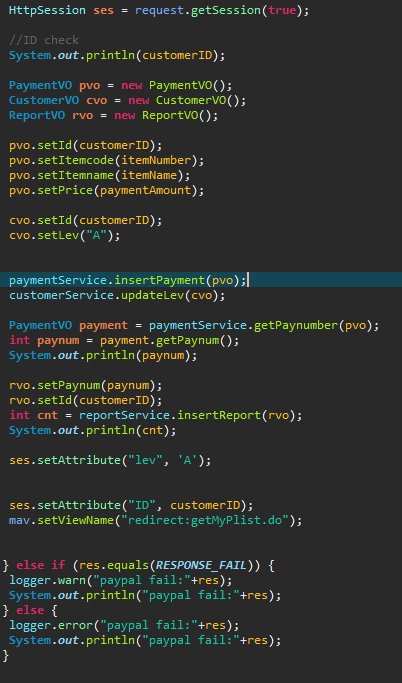 HttpSession ses = request.getSession(true);
//ID check
System.out.println(customerID);
PaymentVO pvo = new PaymentVO();
CustomerVO cvo = new CustomerVO();
ReportVO rvo = new ReportVO();
pvo.setId(customerID);
pvo.setItemcode(itemNumber);
pvo.setItemname(itemName);
pvo.setPrice(paymentAmount);
cvo.setId(customerID);
cvo.setLev("A");
paymentService.insertPayment(pvo);
customerService.updateLev(cvo);
PaymentVO payment = paymentService.getPaynumber(pvo);
int paynum = payment.getPaynum();
System.out.println(paynum);
rvo.setPaynum(paynum);
rvo.setId(customerID);
int cnt = reportService.insertReport(rvo);
System.out.println(cnt);
ses.setAttribute("lev", 'A');
ses.setAttribute("ID", customerID);
mav.setViewName("redirect:getMyPlist.do");
} else if (res.equals(RESPONSE_FAIL)) {
logger.warn("paypal fail:"+res);
System.out.println("paypal fail:"+res);
} else {
logger.error("paypal fail:"+res);
System.out.println("paypal fail:"+res);
}